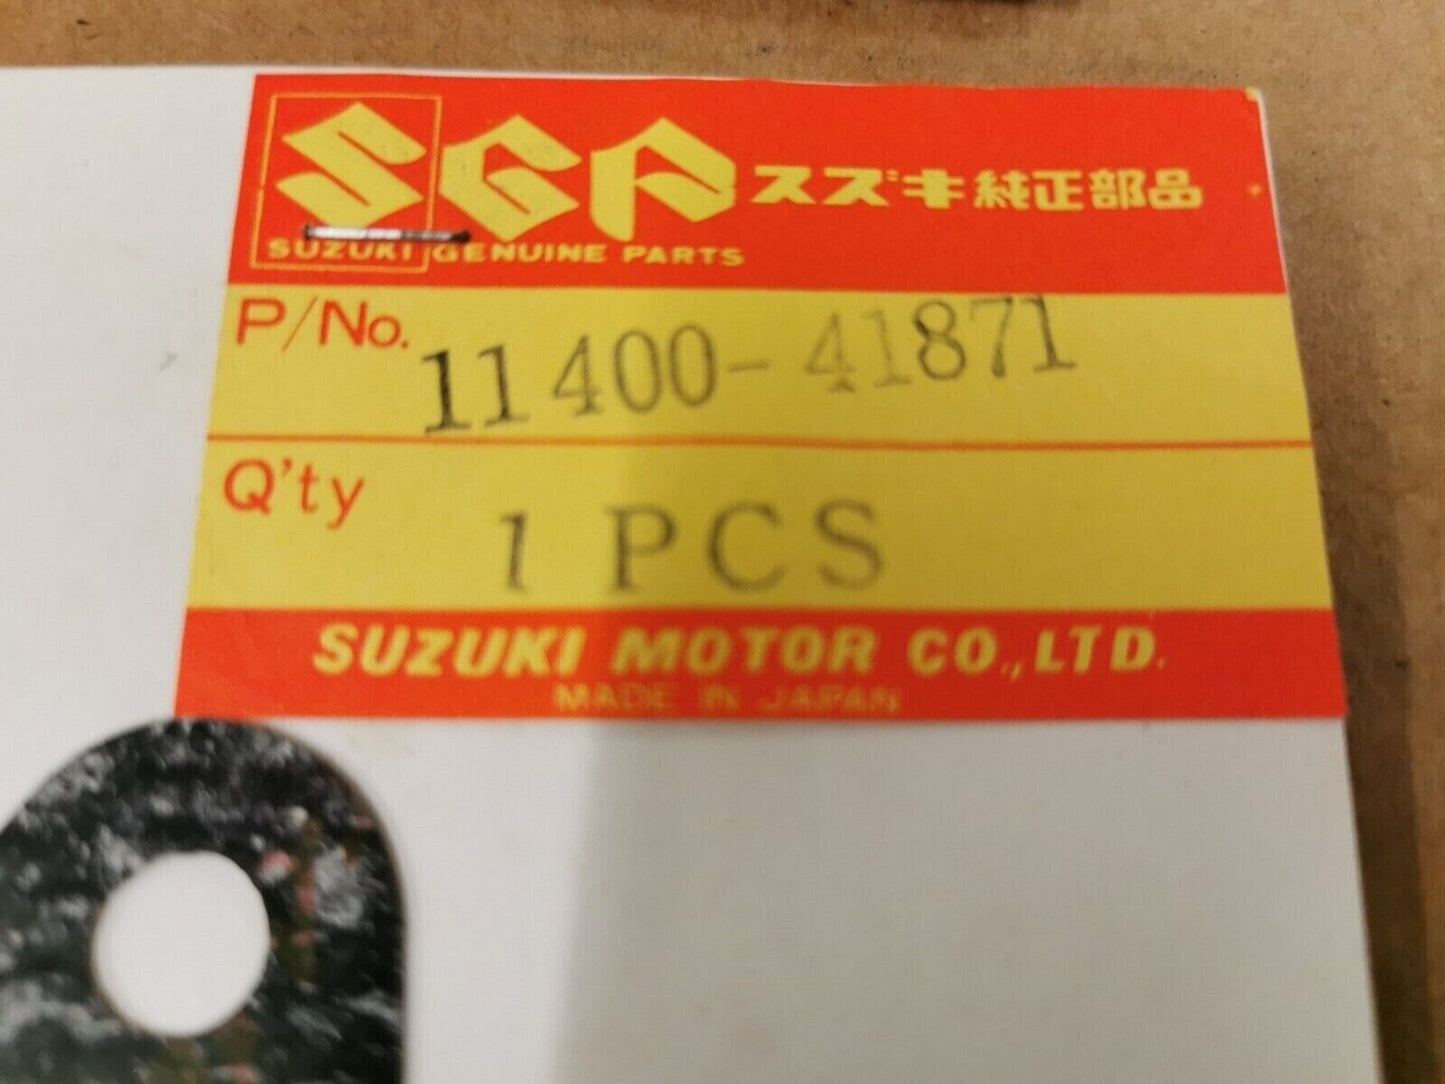 SGP スズキ純正部品
SUZUKI GENUINE PARTS
P/No. 11400-41871
Q'ty 1 PCS
SUZUKI MOTOR CO., LTD.
MADE IN JAPAN